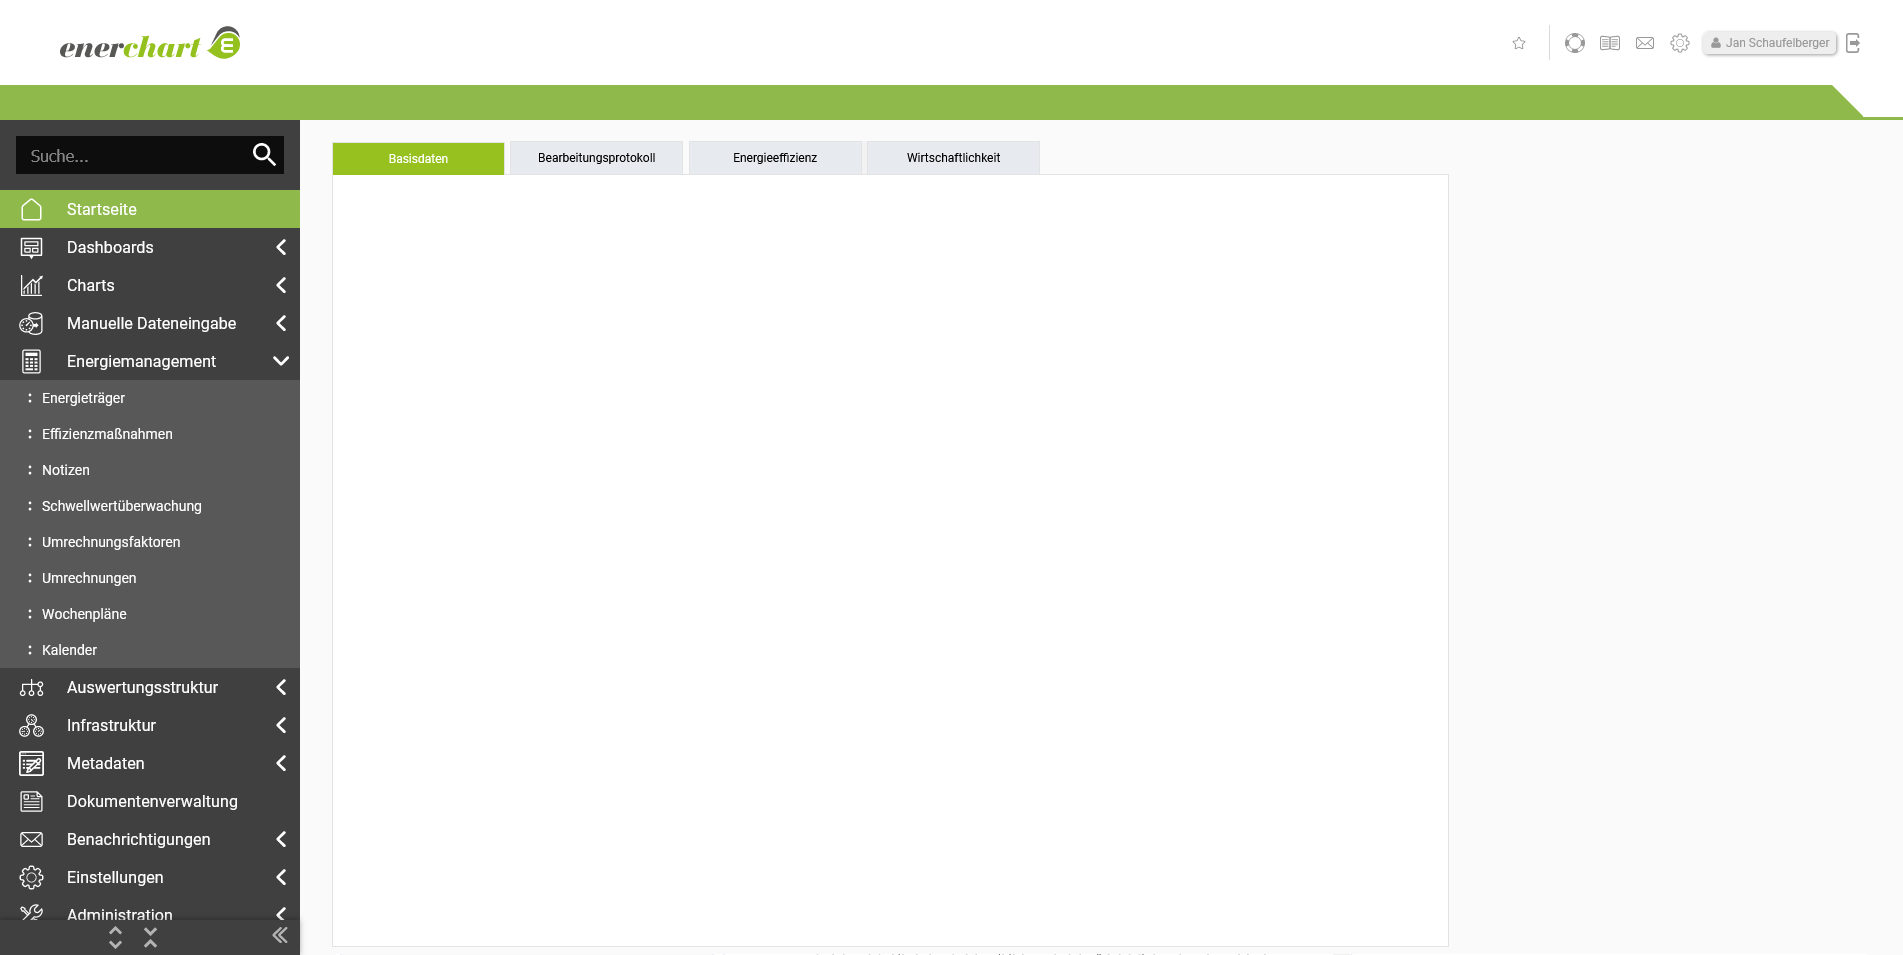 enerchart
Jan Schaufelberger
Suche...
Basisdaten
Bearbeitungsprotokoll
Energieeffizienz
Wirtschaftlichkeit
Startseite
Dashboards
Charts
Manuelle Dateneingabe
Energiemanagement
: Energieträger
: Effizienzmaßnahmen
: Notizen
: Schwellwertüberwachung
: Umrechnungsfaktoren
: Umrechnungen
: Wochenpläne
: Kalender
Auswertungsstruktur
Infrastruktur
Metadaten
Dokumentenverwaltung
Benachrichtigungen
Einstellungen
Administration